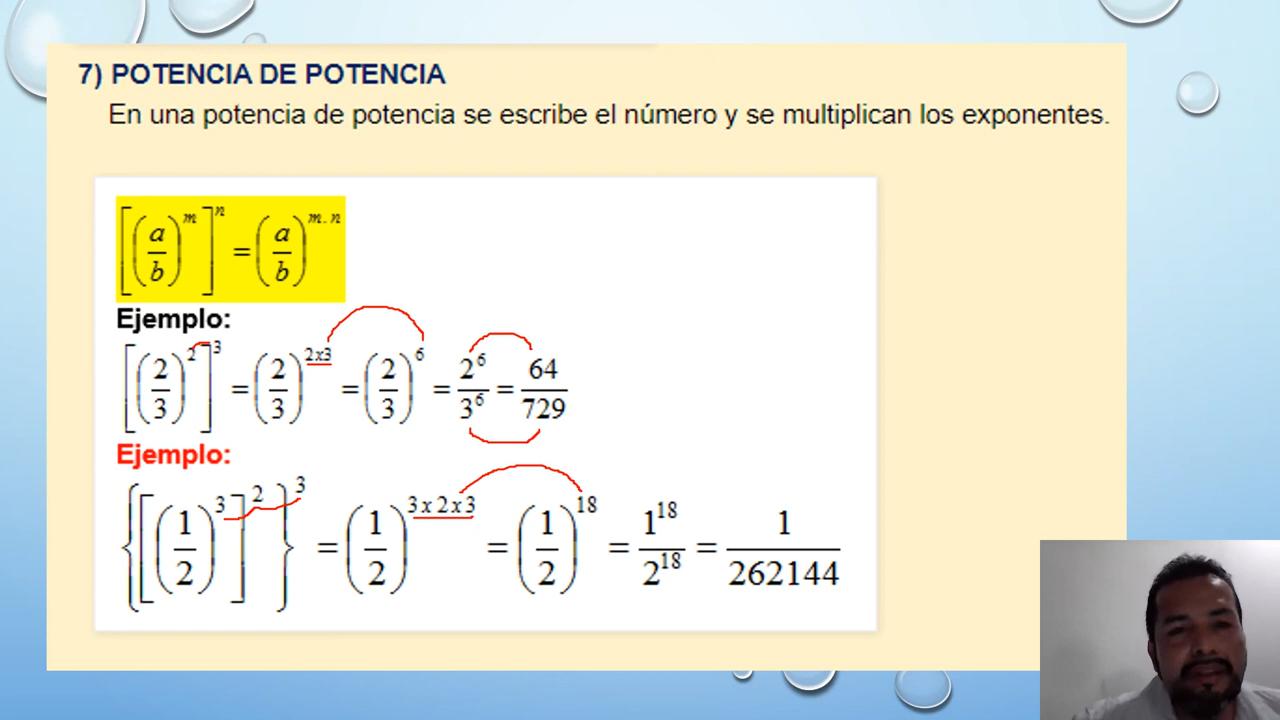 7) POTENCIA DE POTENCIA
En una potencia de potencia se escribe el número y se multiplican los exponentes.
[(a/b)^m]^n = (a/b)^(m.n)
Ejemplo:
[(2/3)^2]^3 = (2/3)^(2x3) = (2/3)^6 = 2^6/3^6 = 64/729
Ejemplo:
{[(1/2)^3]^2}^3 = (1/2)^(3x2x3) = (1/2)^18 = 1^18/2^18 = 1/262144